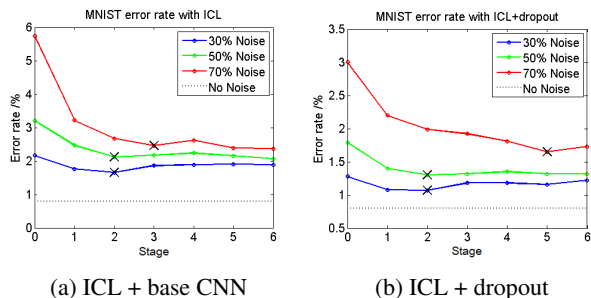 MNIST error rate with ICL
6
5
4
3
2
1
0
Error rate /%
30% Noise
50% Noise
70% Noise
No Noise
0 1 2 3 4 5 6
Stage
(a) ICL + base CNN
MNIST error rate with ICL+dropout
3.5
3
2.5
2
1.5
1
0.5
Error rate /%
30% Noise
50% Noise
70% Noise
No Noise
0 1 2 3 4 5 6
Stage
(b) ICL + dropout